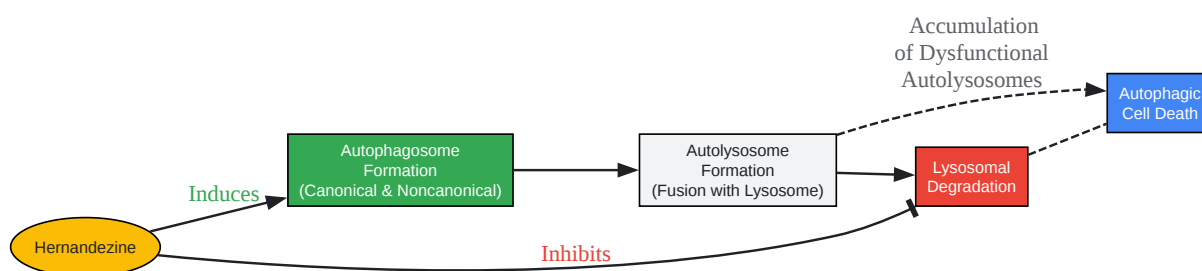 Accumulation
of Dysfunctional
Autolysosomes
Autophagic
Cell Death
Autophagosome
Formation
(Canonical & Noncanonical)
Autolysosome
Formation
(Fusion with Lysosome)
Lysosomal
Degradation
Induces
Hernandezine
Inhibits